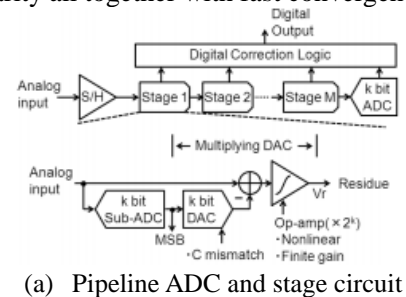 Digital
Output
Digital Correction Logic
Analog
input
S/H
Stage 1
Stage 2
Stage M
k bit
ADC
Multiplying DAC
Analog
input
Residue
Vr
k bit
Sub-ADC
k bit
DAC
MSB
Op-amp(×2ᵏ)
・Nonlinear
・Finite gain
・C mismatch
(a) Pipeline ADC and stage circuit